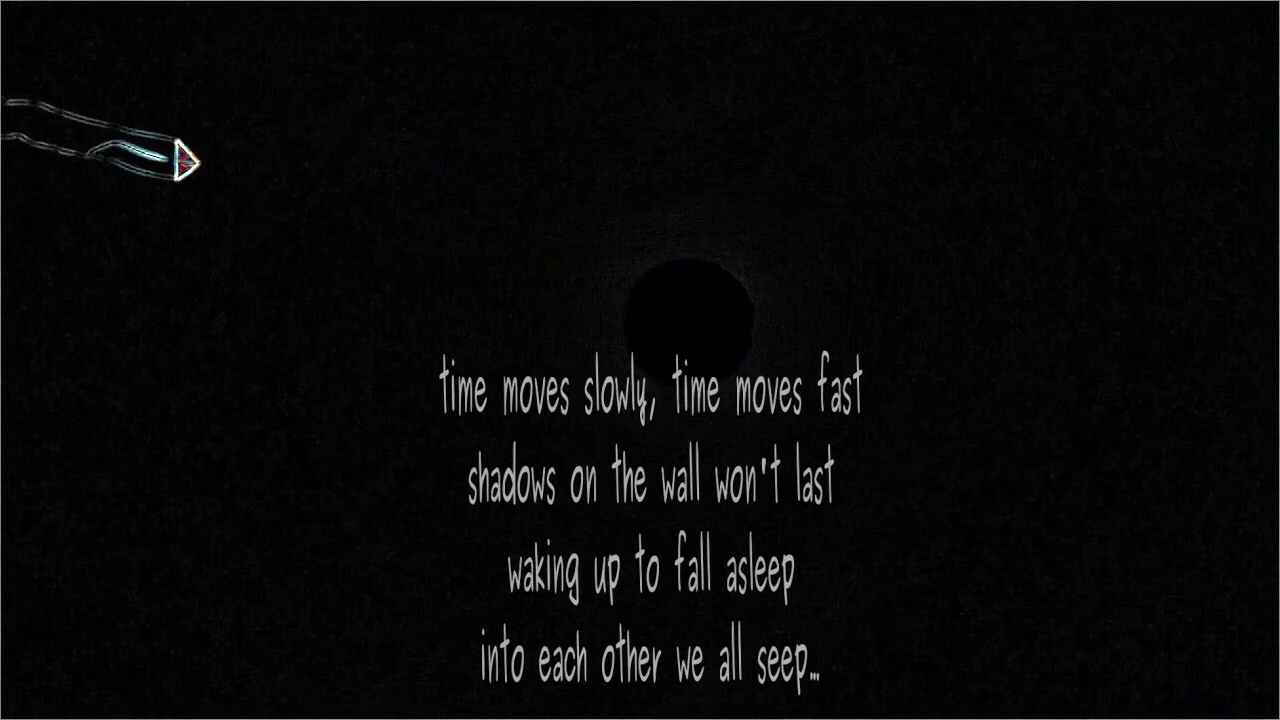 time moves slowly, time moves fast
shadows on the wall won't last
waking up to fall asleep
into each other we all seep...